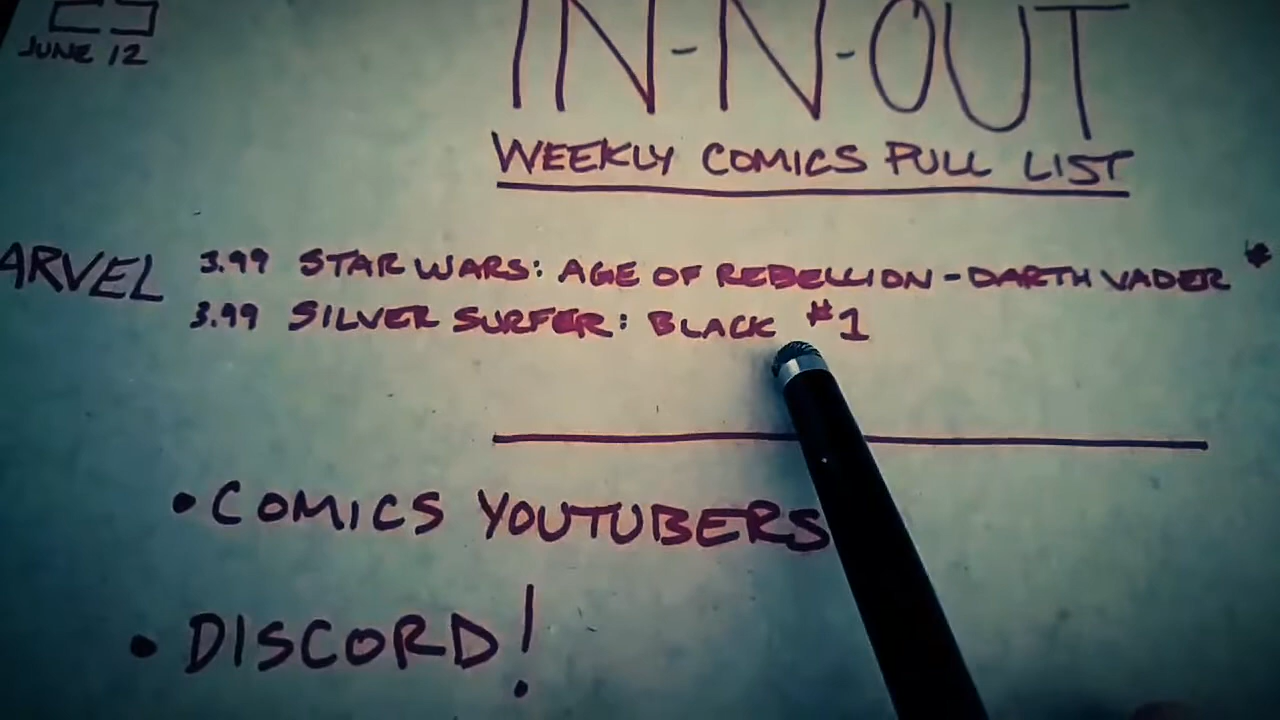 JUNE 12
IN-N-OUT
WEEKLY COMICS PULL LIST
ARVEL 3.99 STAR WARS: AGE OF REBELLION - DARTH VADER #
3.99 SILVER SURFER: BLACK #1
• COMICS YOUTUBERS
• DISCORD!